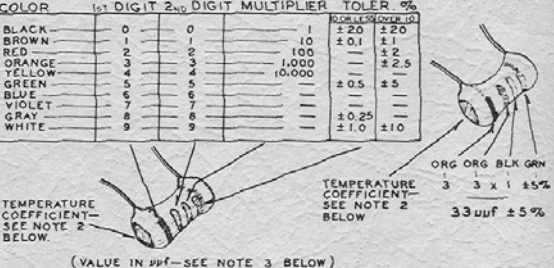 COLOR 1ST DIGIT 2ND DIGIT MULTIPLIER TOLER. %
10 OR LESS OVER 10
BLACK 0 0 1 ±2.0 ±20
BROWN 1 1 10 ±0.1 ±1
RED 2 2 100 — ±2
ORANGE 3 3 1,000 — ±2.5
YELLOW 4 4 10,000 — —
GREEN 5 5 — ±0.5 ±5
BLUE 6 6 — — —
VIOLET 7 7 — — —
GRAY 8 8 — ±0.25 —
WHITE 9 9 — ±1.0 ±10
ORG ORG BLK GRN
3 3 x 1 ±5%
33 µµf ±5%
TEMPERATURE
COEFFICIENT—
SEE NOTE 2
BELOW
TEMPERATURE
COEFFICIENT—
SEE NOTE 2
BELOW.
(VALUE IN µµf—SEE NOTE 3 BELOW)